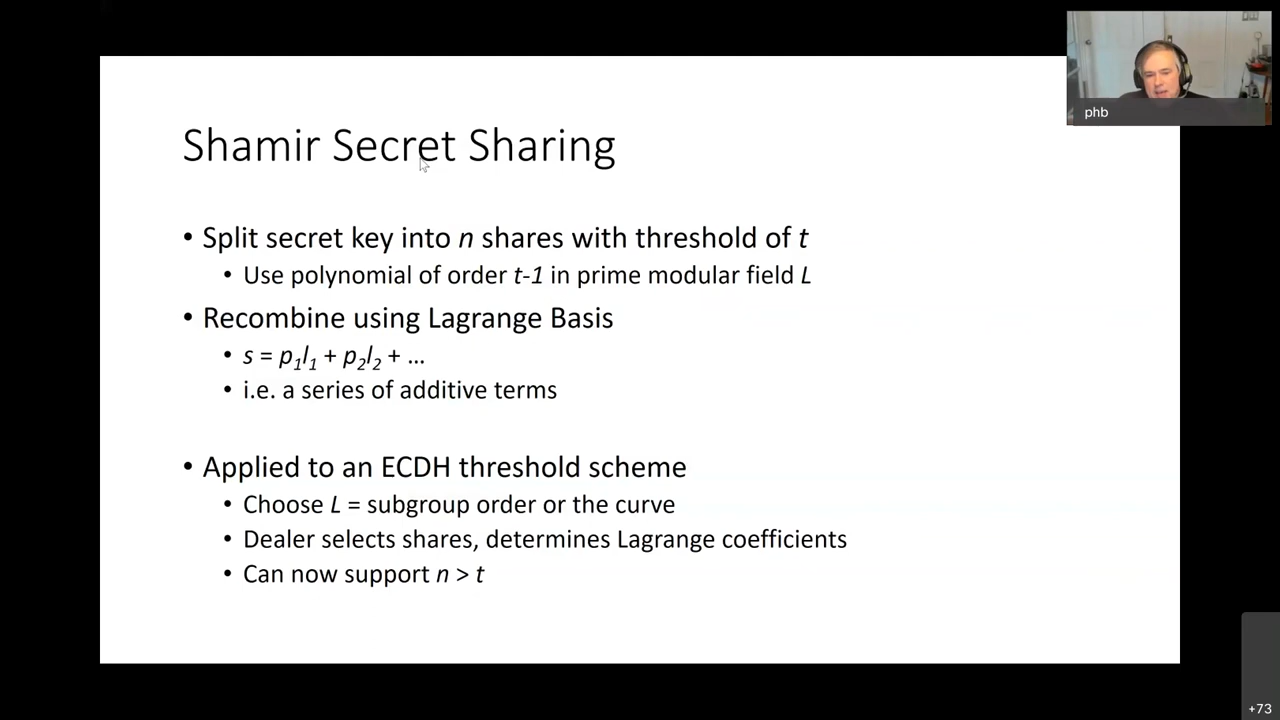 phb
Shamir Secret Sharing
• Split secret key into n shares with threshold of t
• Use polynomial of order t-1 in prime modular field L
• Recombine using Lagrange Basis
• s = p₁l₁ + p₂l₂ + …
• i.e. a series of additive terms
• Applied to an ECDH threshold scheme
• Choose L = subgroup order or the curve
• Dealer selects shares, determines Lagrange coefficients
• Can now support n > t
+73